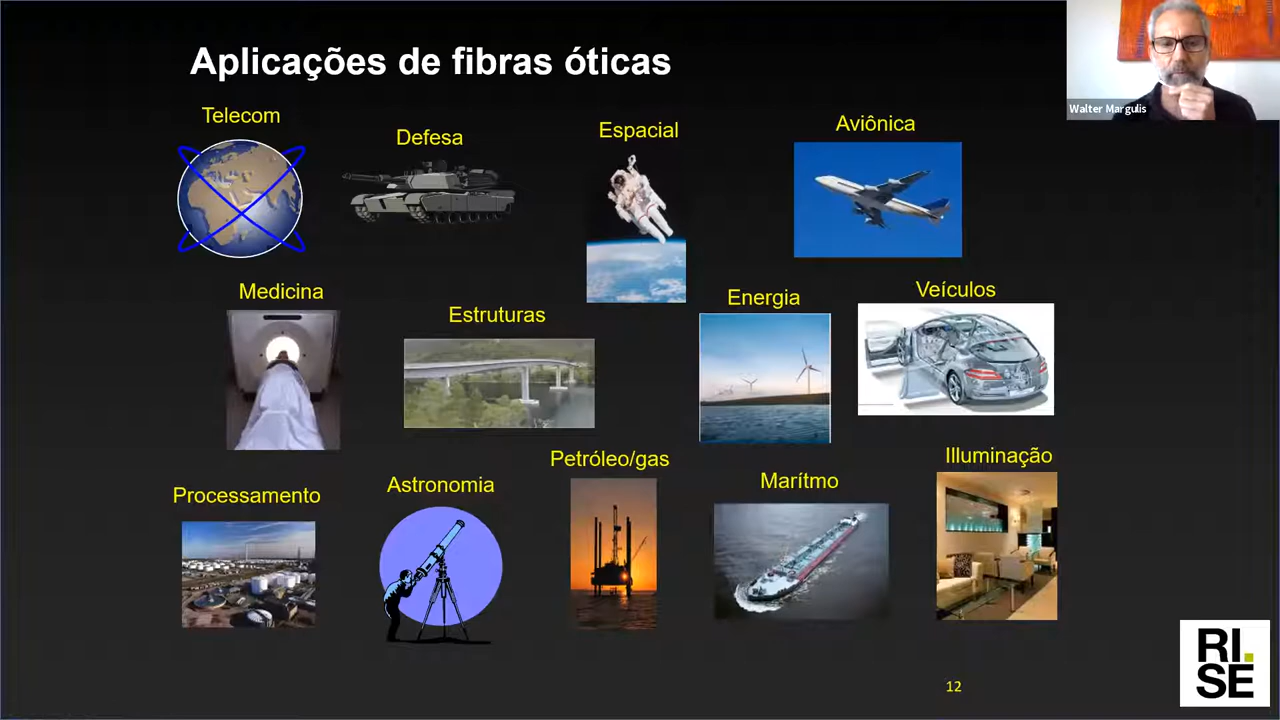 Aplicações de fibras óticas
Walter Margulis
Telecom
Defesa
Espacial
Aviônica
Medicina
Estruturas
Energia
Veículos
Processamento
Astronomia
Petróleo/gas
Marítmo
Illuminação
12
RI.
SE